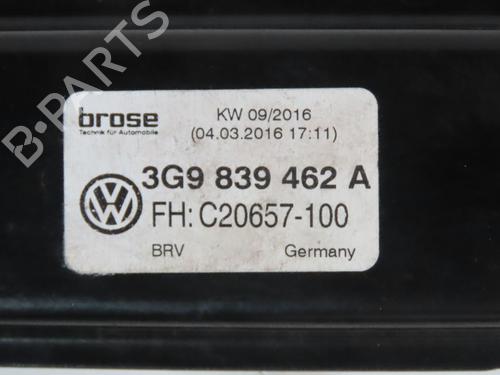 B-PARTS
brose
Technik für Automobile
KW 09/2016
(04.03.2016 17:11)
3G9 839 462 A
FH: C20657-100
BRV Germany
B-PARTS